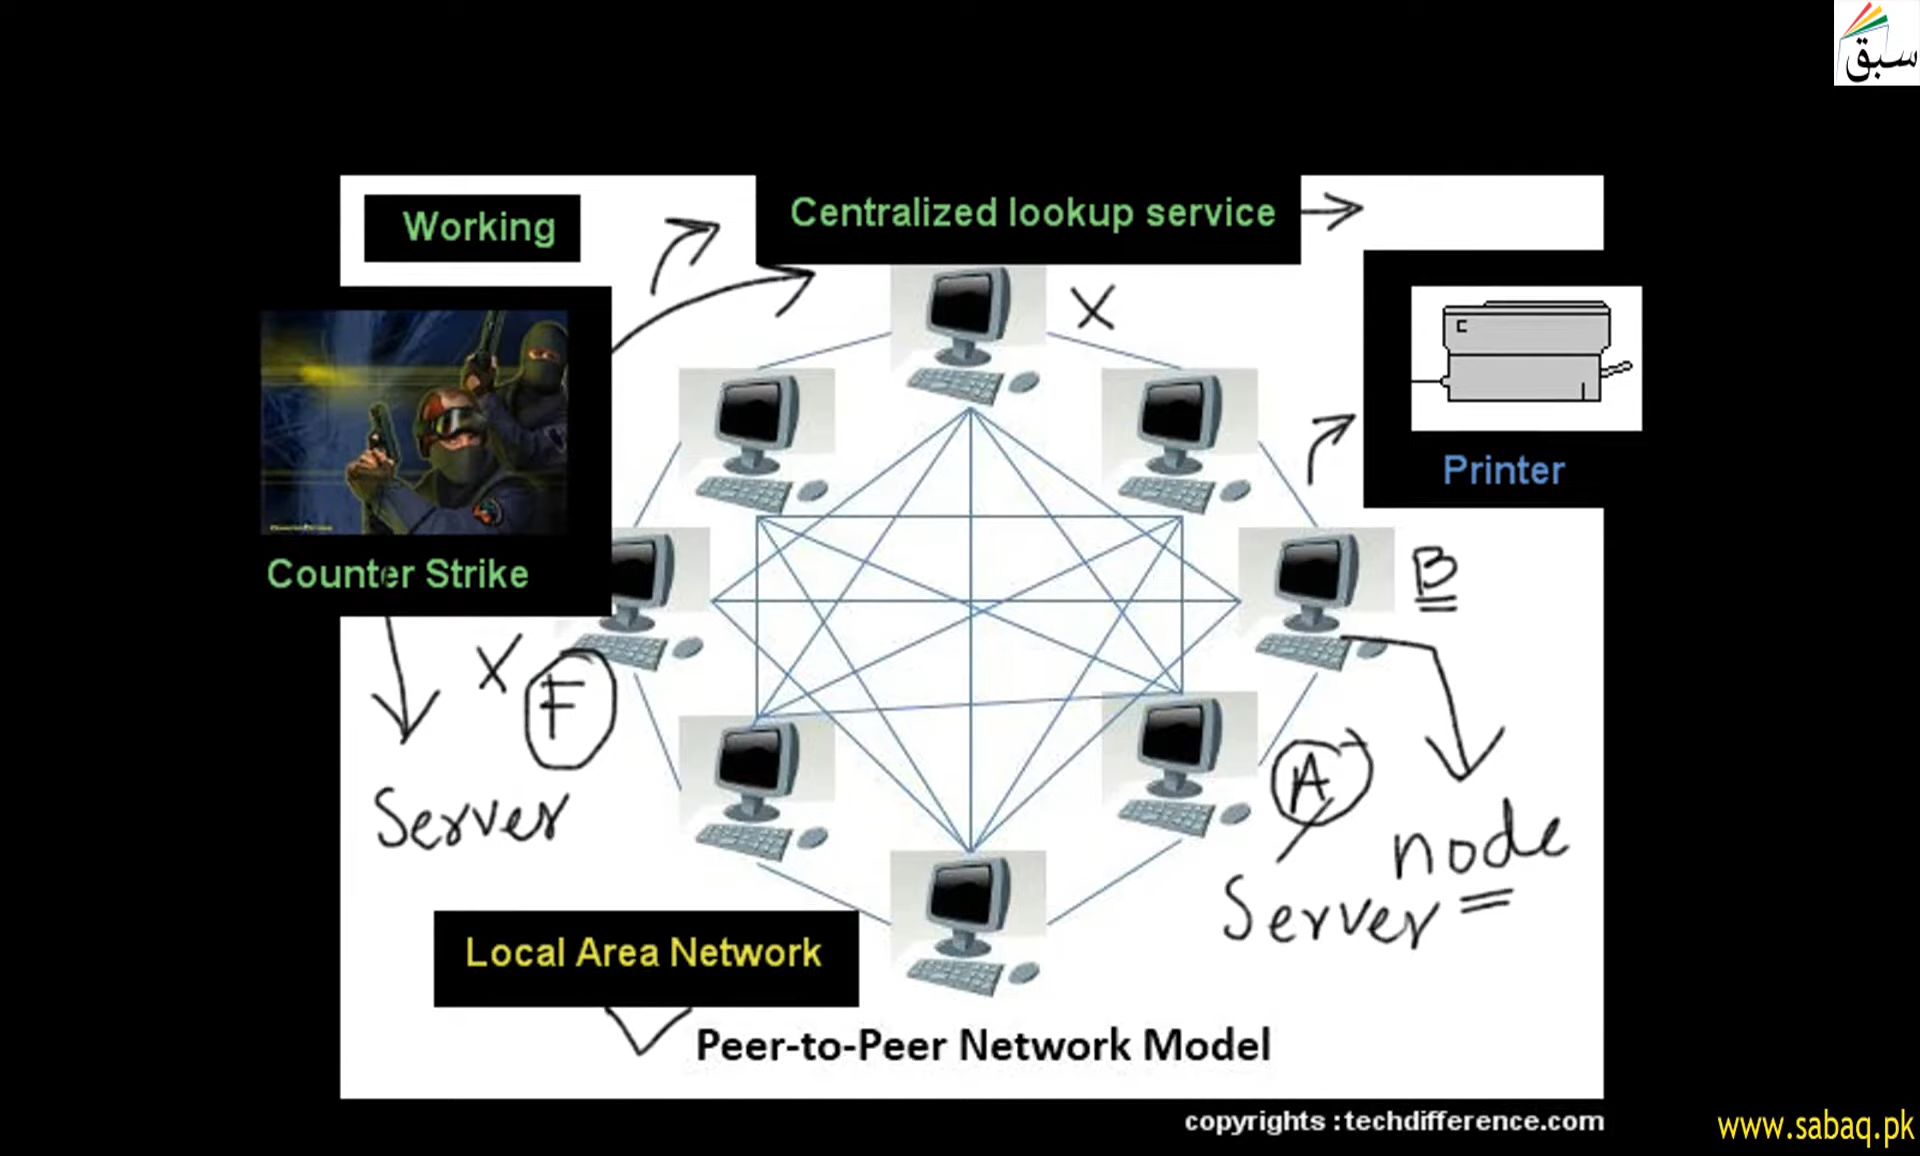 سبق
Working
Centralized lookup service
X
C
Printer
Counter Strike
B
X
F
A
Server
node
Server
Local Area Network
Peer-to-Peer Network Model
copyrights : techdifference.com
www.sabaq.pk